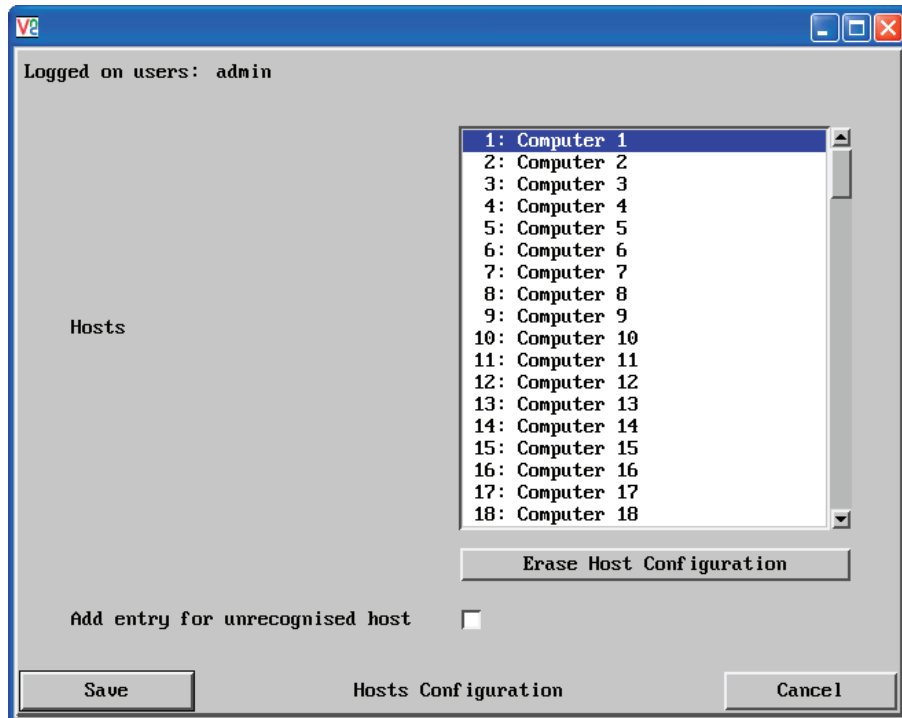 Logged on users: admin
1: Computer 1
2: Computer 2
3: Computer 3
4: Computer 4
5: Computer 5
6: Computer 6
7: Computer 7
8: Computer 8
9: Computer 9
10: Computer 10
11: Computer 11
12: Computer 12
13: Computer 13
14: Computer 14
15: Computer 15
16: Computer 16
17: Computer 17
18: Computer 18
Hosts
Erase Host Configuration
Add entry for unrecognised host
Save
Hosts Configuration
Cancel